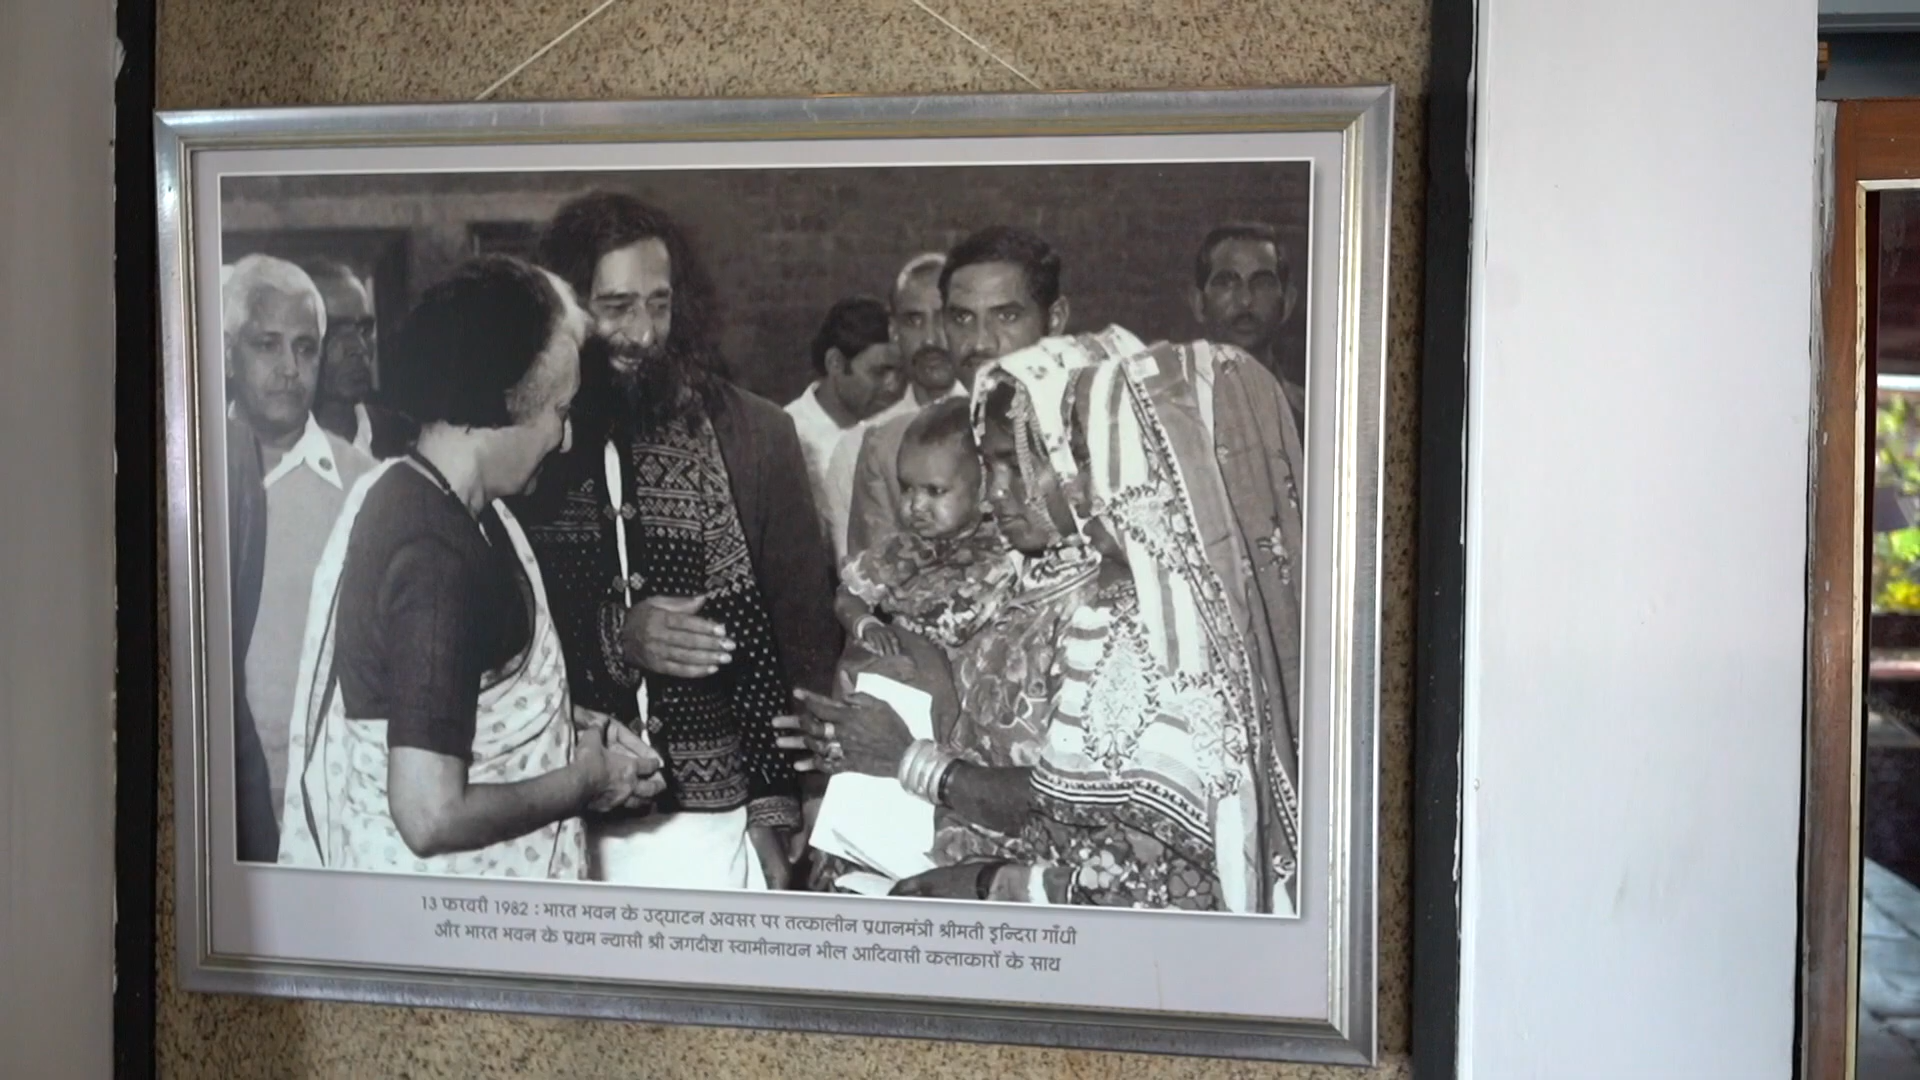 13 फरवरी 1982 : भारत भवन के उद्घाटन अवसर पर तत्कालीन प्रधानमंत्री श्रीमती इन्दिरा गाँधी
और भारत भवन के प्रथम न्यासी श्री जगदीश स्वामीनाथन भील आदिवासी कलाकारों के साथ